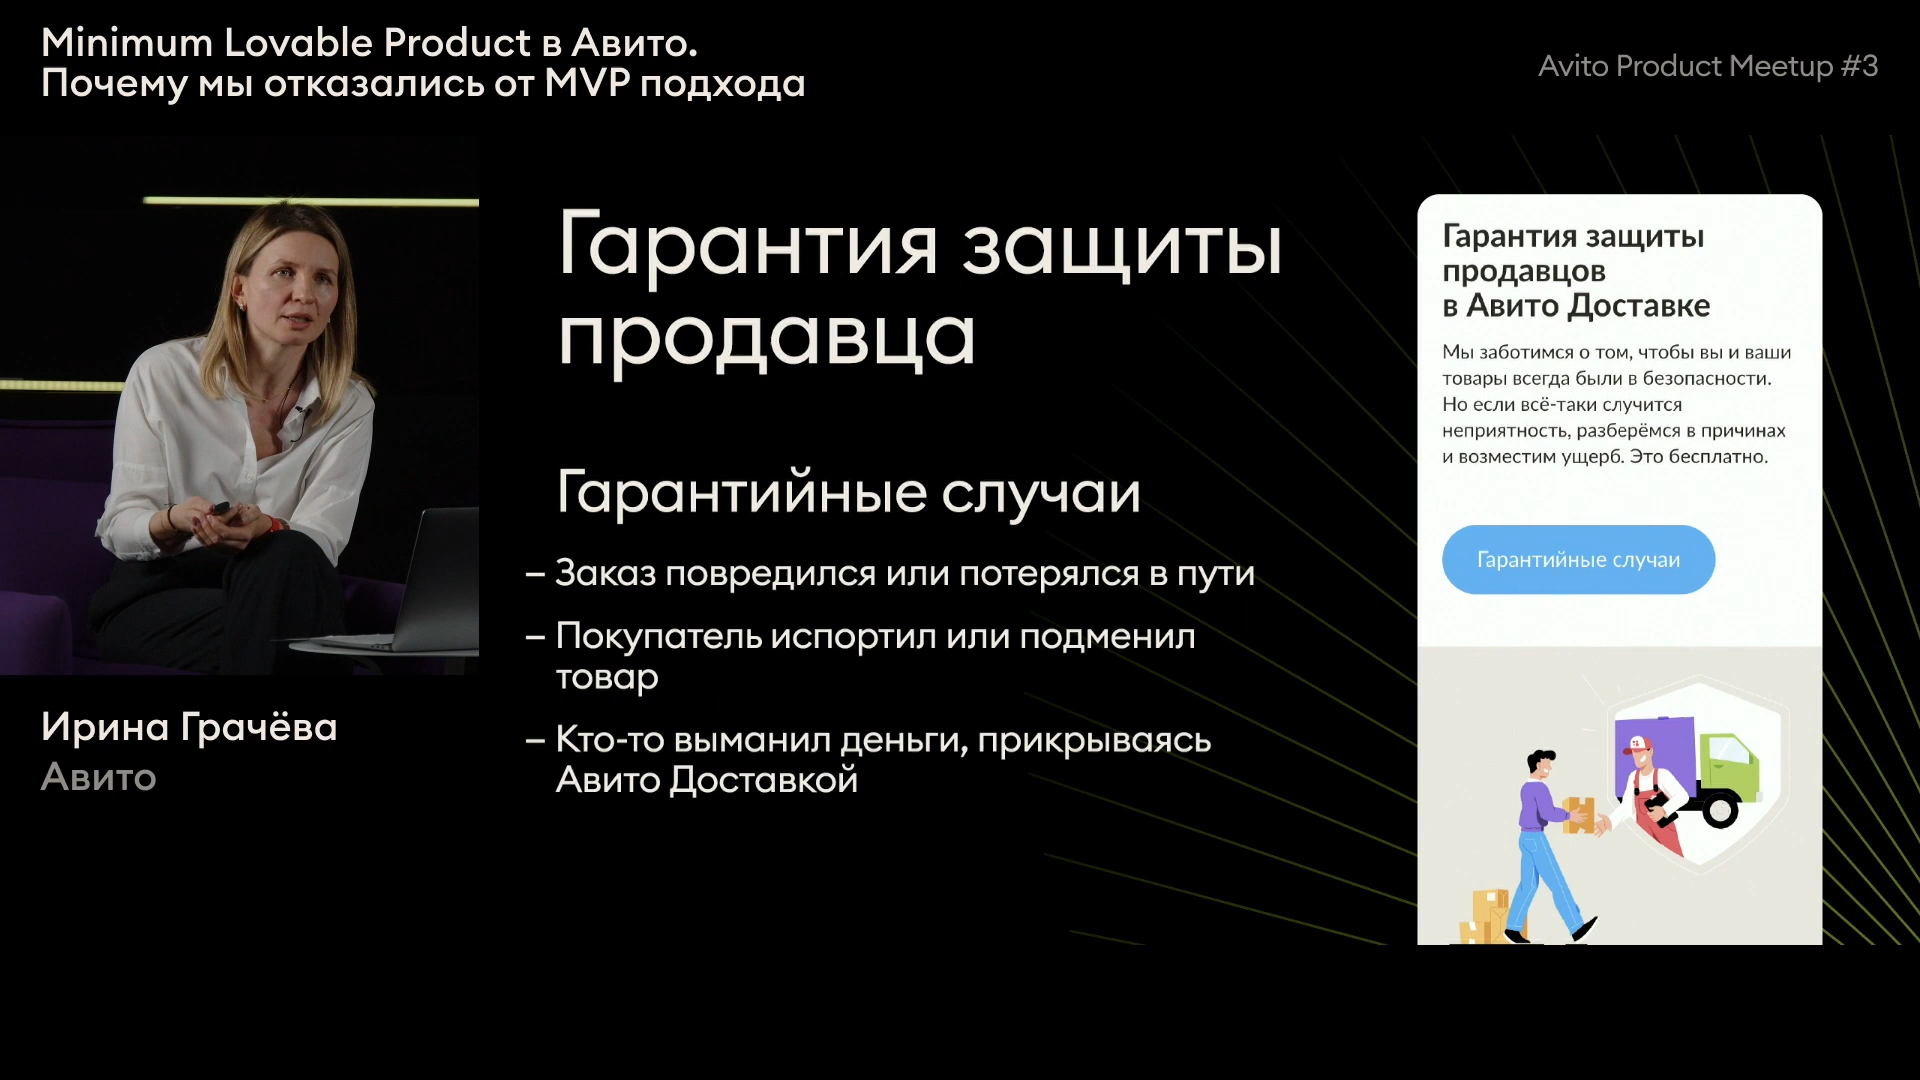 Minimum Lovable Product в Авито.
Почему мы отказались от MVP подхода
Avito Product Meetup #3
Гарантия защиты
продавца
Гарантийные случаи
– Заказ повредился или потерялся в пути
– Покупатель испортил или подменил
товар
– Кто-то выманил деньги, прикрываясь
Авито Доставкой
Гарантия защиты
продавцов
в Авито Доставке
Мы заботимся о том, чтобы вы и ваши
товары всегда были в безопасности.
Но если всё-таки случится
неприятность, разберёмся в причинах
и возместим ущерб. Это бесплатно.
Гарантийные случаи
Ирина Грачёва
Авито